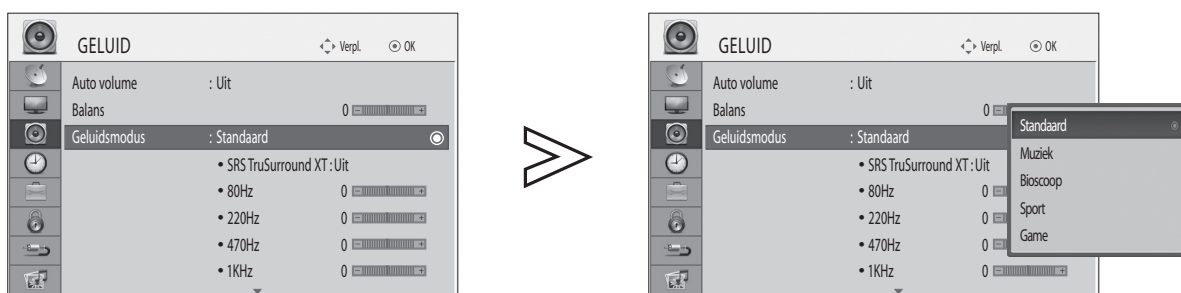 GELUID Verpl. OK
Auto volume : Uit
Balans 0 - +
Geluidsmodus : Standaard
• SRS TruSurround XT : Uit
• 80Hz 0 - +
• 220Hz 0 - +
• 470Hz 0 - +
• 1KHz 0 - +
GELUID Verpl. OK
Auto volume : Uit
Balans 0 -
Geluidsmodus : Standaard
• SRS TruSurround XT : Uit
• 80Hz 0 -
• 220Hz 0 -
• 470Hz 0 -
• 1KHz 0 - +
Standaard
Muziek
Bioscoop
Sport
Game